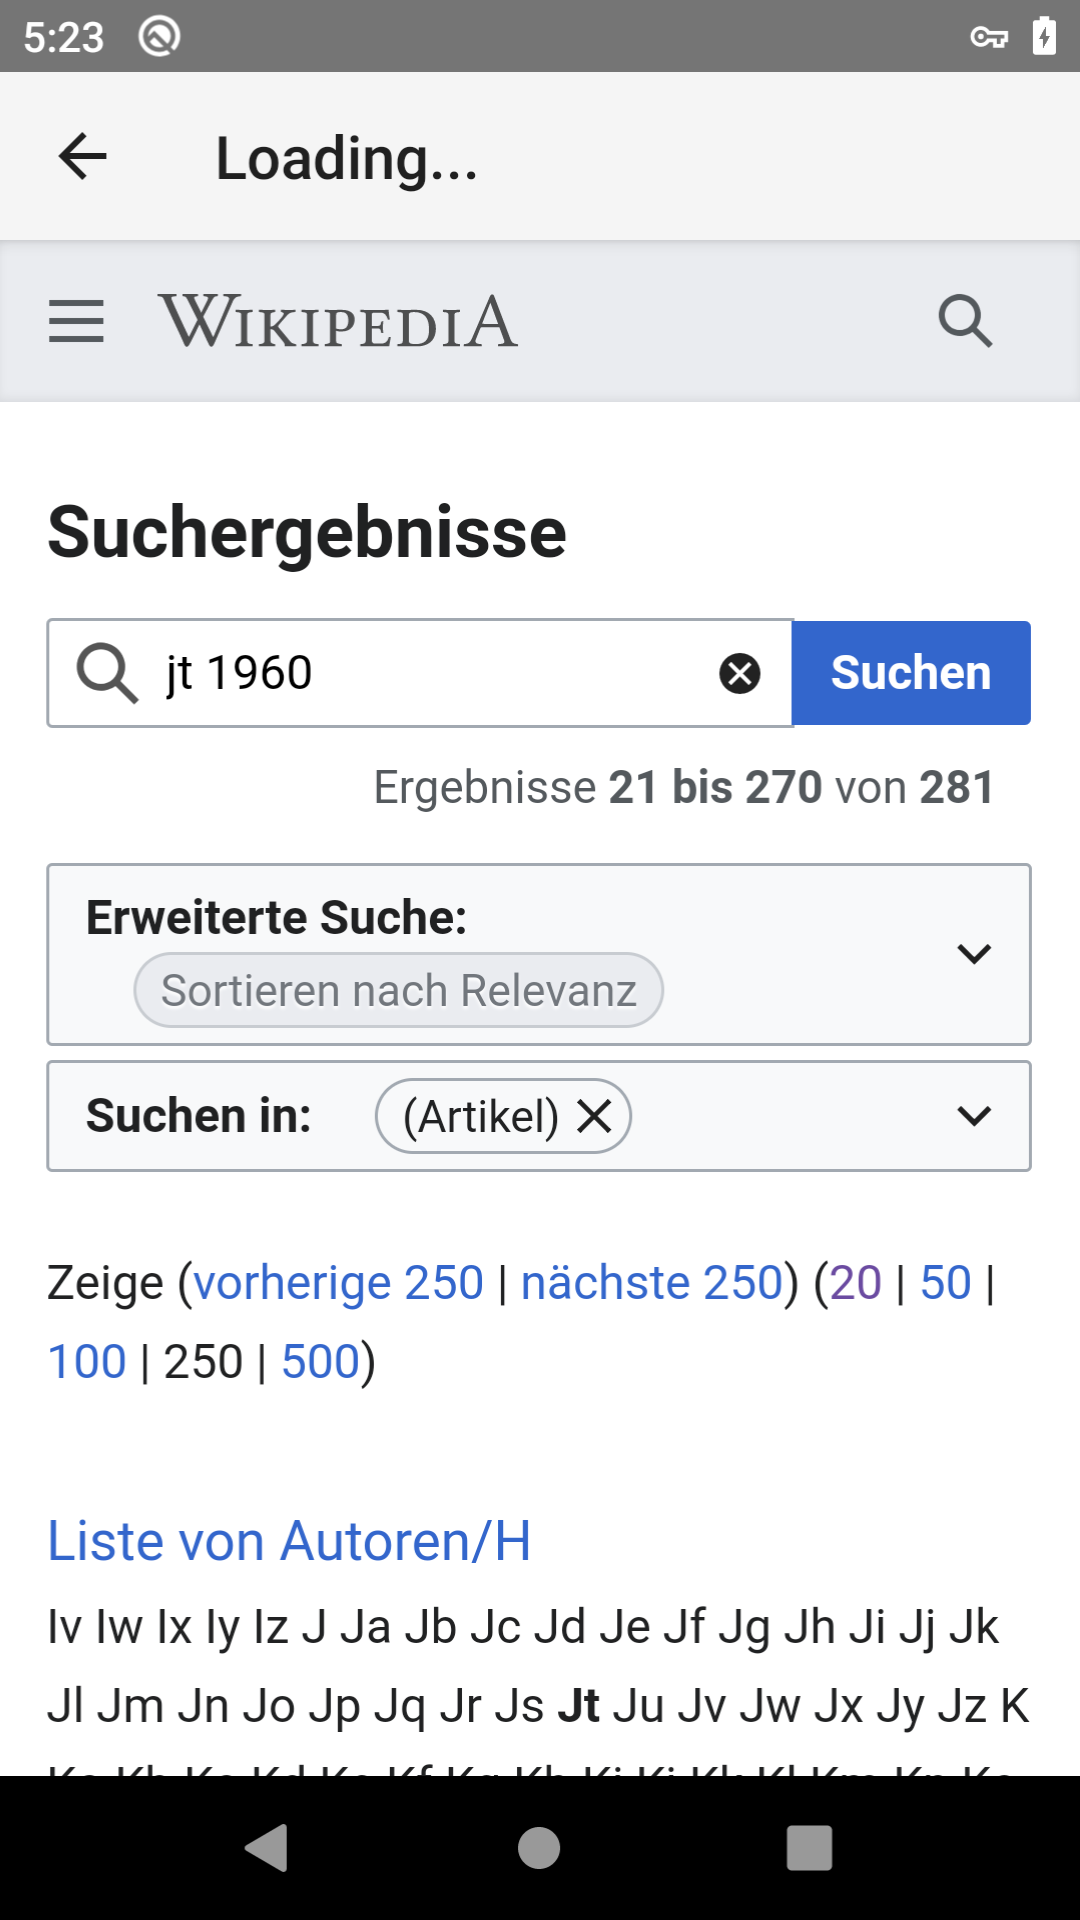 5:23
Loading...
WIKIPEDIA
Suchergebnisse
jt 1960
Suchen
Ergebnisse 21 bis 270 von 281
Erweiterte Suche:
Sortieren nach Relevanz
Suchen in: (Artikel)
Zeige (vorherige 250 | nächste 250) (20 | 50 |
100 | 250 | 500)
Liste von Autoren/H
Iv Iw Ix Iy Iz J Ja Jb Jc Jd Je Jf Jg Jh Ji Jj Jk
Jl Jm Jn Jo Jp Jq Jr Js Jt Ju Jv Jw Jx Jy Jz K